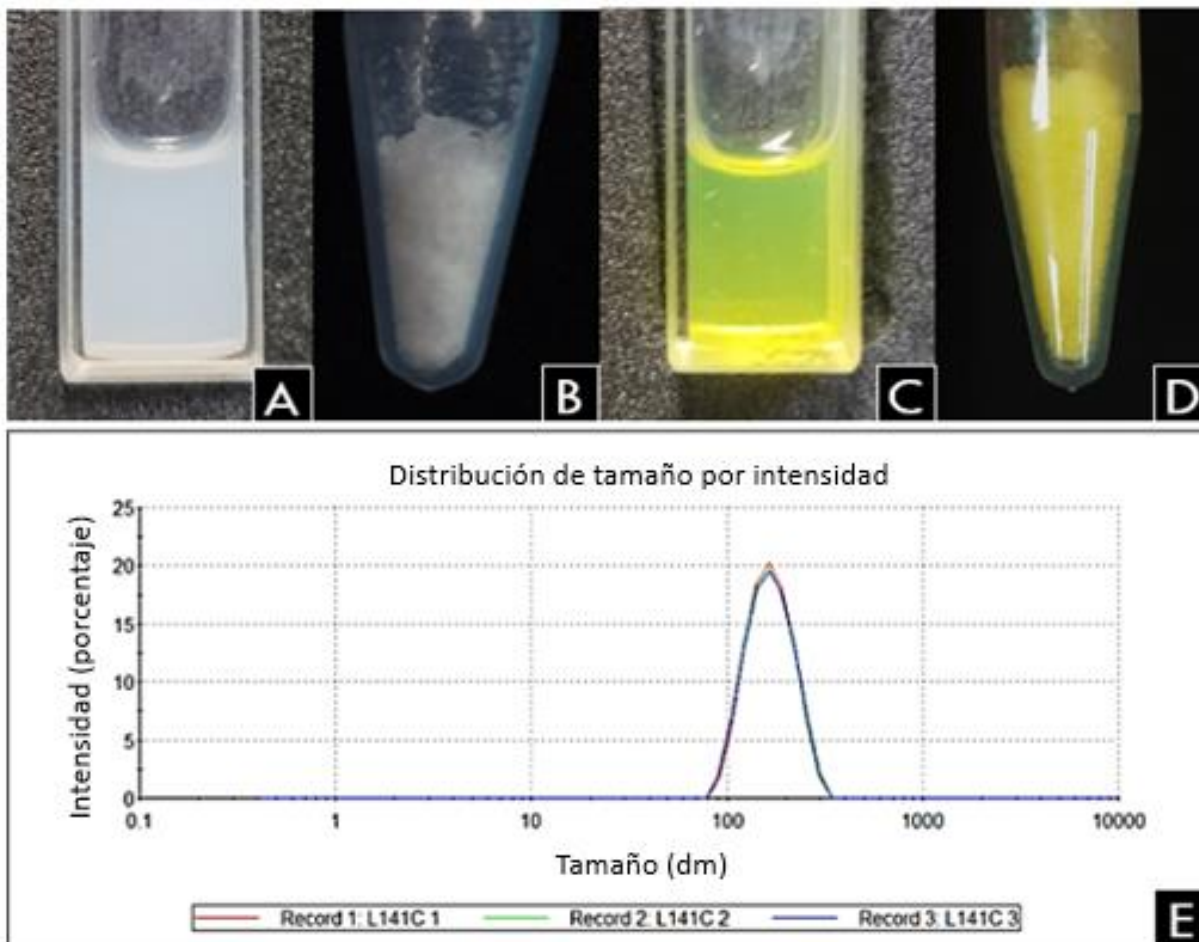 A
B
C
D
Distribución de tamaño por intensidad
Intensidad (porcentaje)
25
20
15
10
5
0
0.1
1
10
100
1000
10000
Tamaño (dm)
Record 1: L141C 1
Record 2: L141C 2
Record 3: L141C 3
E